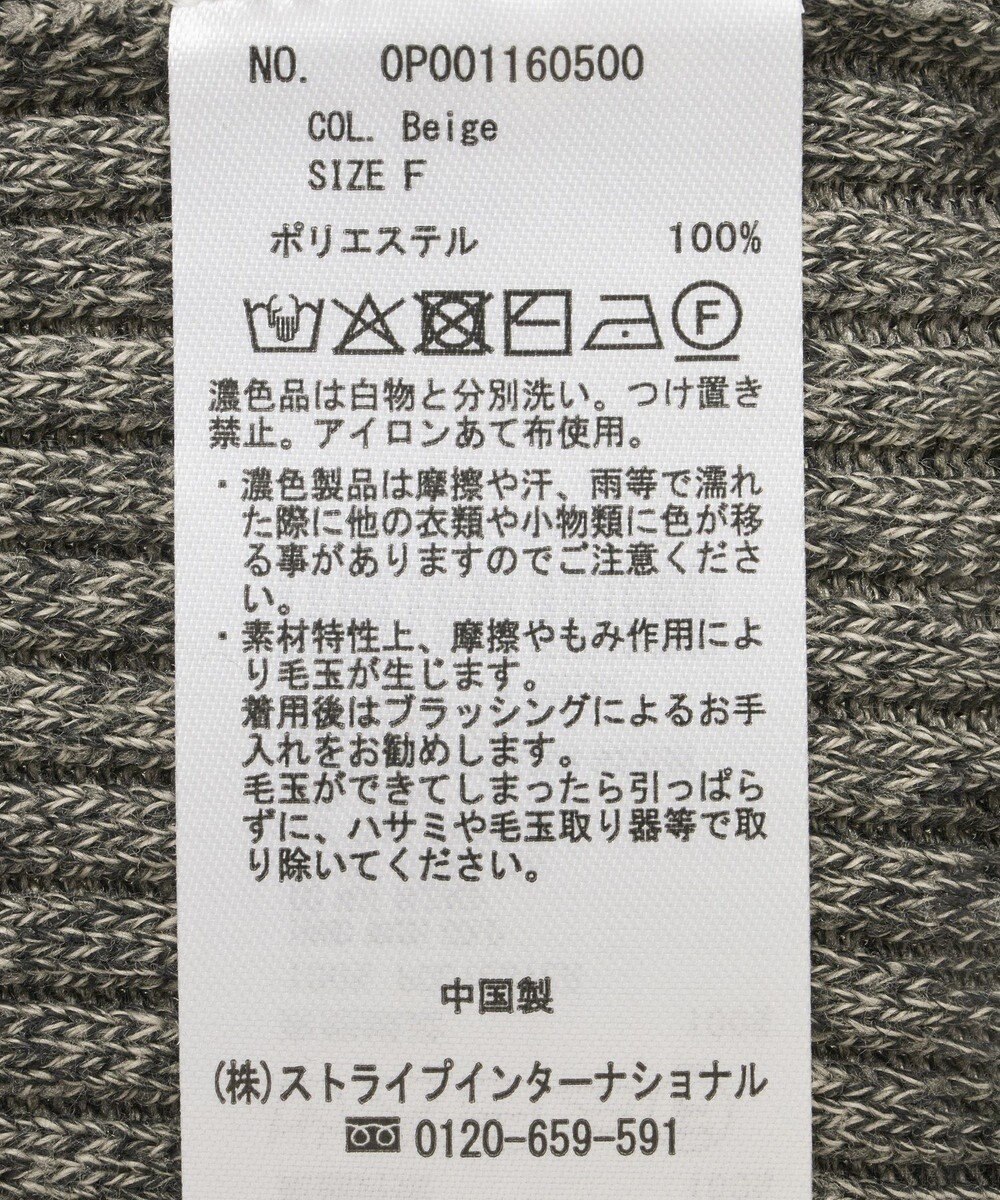 NO. 0P001160500
COL. Beige
SIZE F
ポリエステル 100%
F
濃色品は白物と分別洗い。つけ置き
禁止。アイロンあて布使用。
・濃色製品は摩擦や汗、雨等で濡れ
た際に他の衣類や小物類に色が移
る事がありますのでご注意くださ
い。
・素材特性上、摩擦やもみ作用によ
り毛玉が生じます。
着用後はブラッシングによるお手
入れをお勧めします。
毛玉ができてしまったら引っぱら
ずに、ハサミや毛玉取り器等で取
り除いてください。
中国製
(株)ストライプインターナショナル
0120-659-591